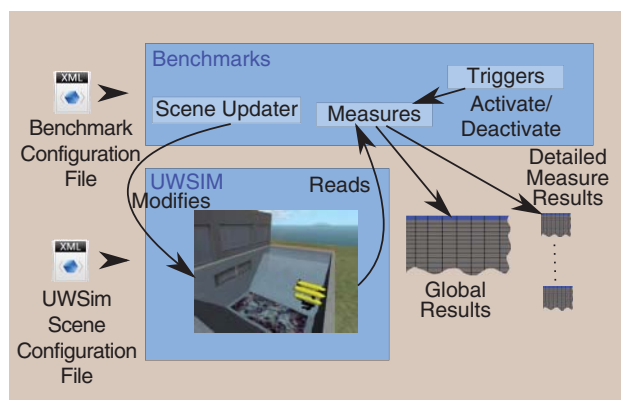 XML
Benchmark
Configuration
File
Benchmarks
Scene Updater
Measures
Triggers
Activate/
Deactivate
UWSIM
Modifies
Reads
Detailed
Measure
Results
Global
Results
XML
UWSim
Scene
Configuration
File